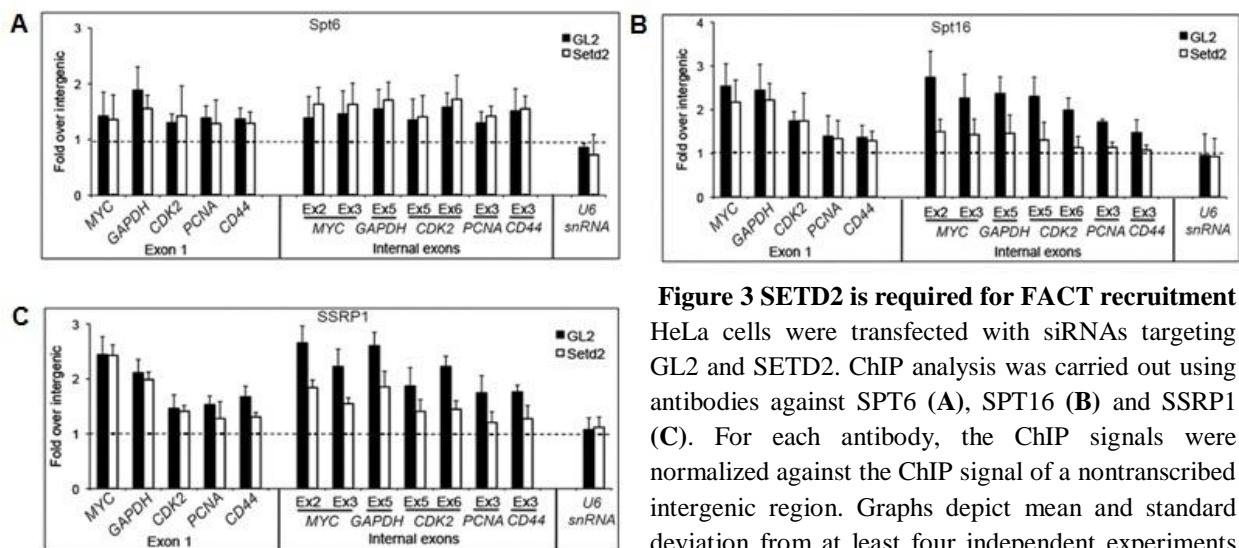 A
Spt6
GL2
Setd2
Fold over intergenic
3
2
1
0
MYC
GAPDH
CDK2
PCNA
CD44
Exon 1
Ex2 Ex3 Ex5 Ex5 Ex6 Ex3 Ex3
MYC GAPDH CDK2 PCNA CD44
Internal exons
U6
snRNA
B
Spt16
GL2
Setd2
Fold over intergenic
4
3
2
1
0
MYC
GAPDH
CDK2
PCNA
CD44
Exon 1
Ex2 Ex3 Ex5 Ex5 Ex6 Ex3 Ex3
MYC GAPDH CDK2 PCNA CD44
Internal exons
U6
snRNA
C
SSRP1
GL2
Setd2
Fold over intergenic
3
2
1
0
MYC
GAPDH
CDK2
PCNA
CD44
Exon 1
Ex2 Ex3 Ex5 Ex5 Ex6 Ex3 Ex3
MYC GAPDH CDK2 PCNA CD44
Internal exons
U6
snRNA
Figure 3 SETD2 is required for FACT recruitment
HeLa cells were transfected with siRNAs targeting
GL2 and SETD2. ChIP analysis was carried out using
antibodies against SPT6 (A), SPT16 (B) and SSRP1
(C). For each antibody, the ChIP signals were
normalized against the ChIP signal of a nontranscribed
intergenic region. Graphs depict mean and standard
deviation from at least four independent experiments